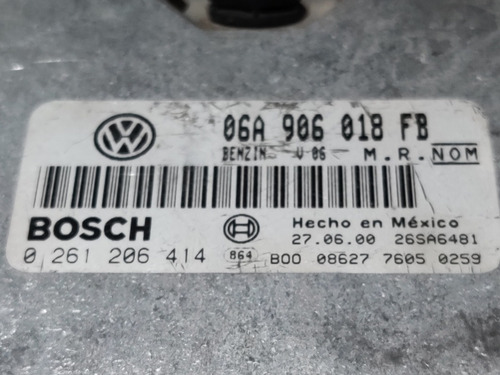 06A 906 018 FB
BENZIN V 06 M.R. NOM
BOSCH Hecho en México
0 261 206 414 864 27.06.00 26SA6481
B00 08627 7605 0259